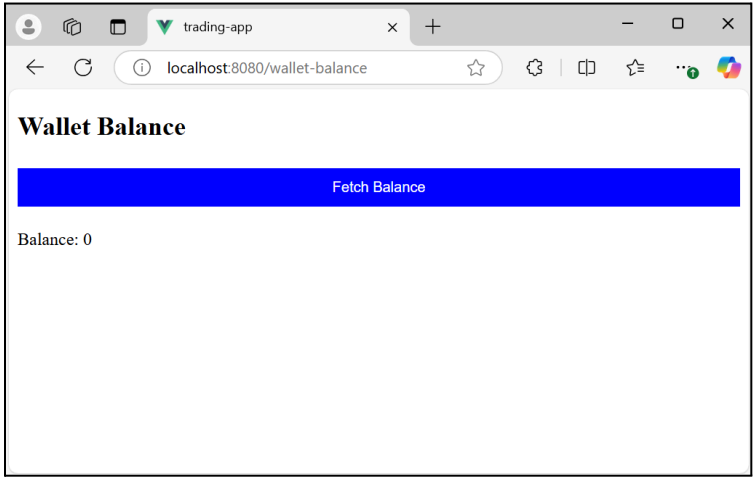 trading-app
localhost:8080/wallet-balance
Wallet Balance
Fetch Balance
Balance: 0